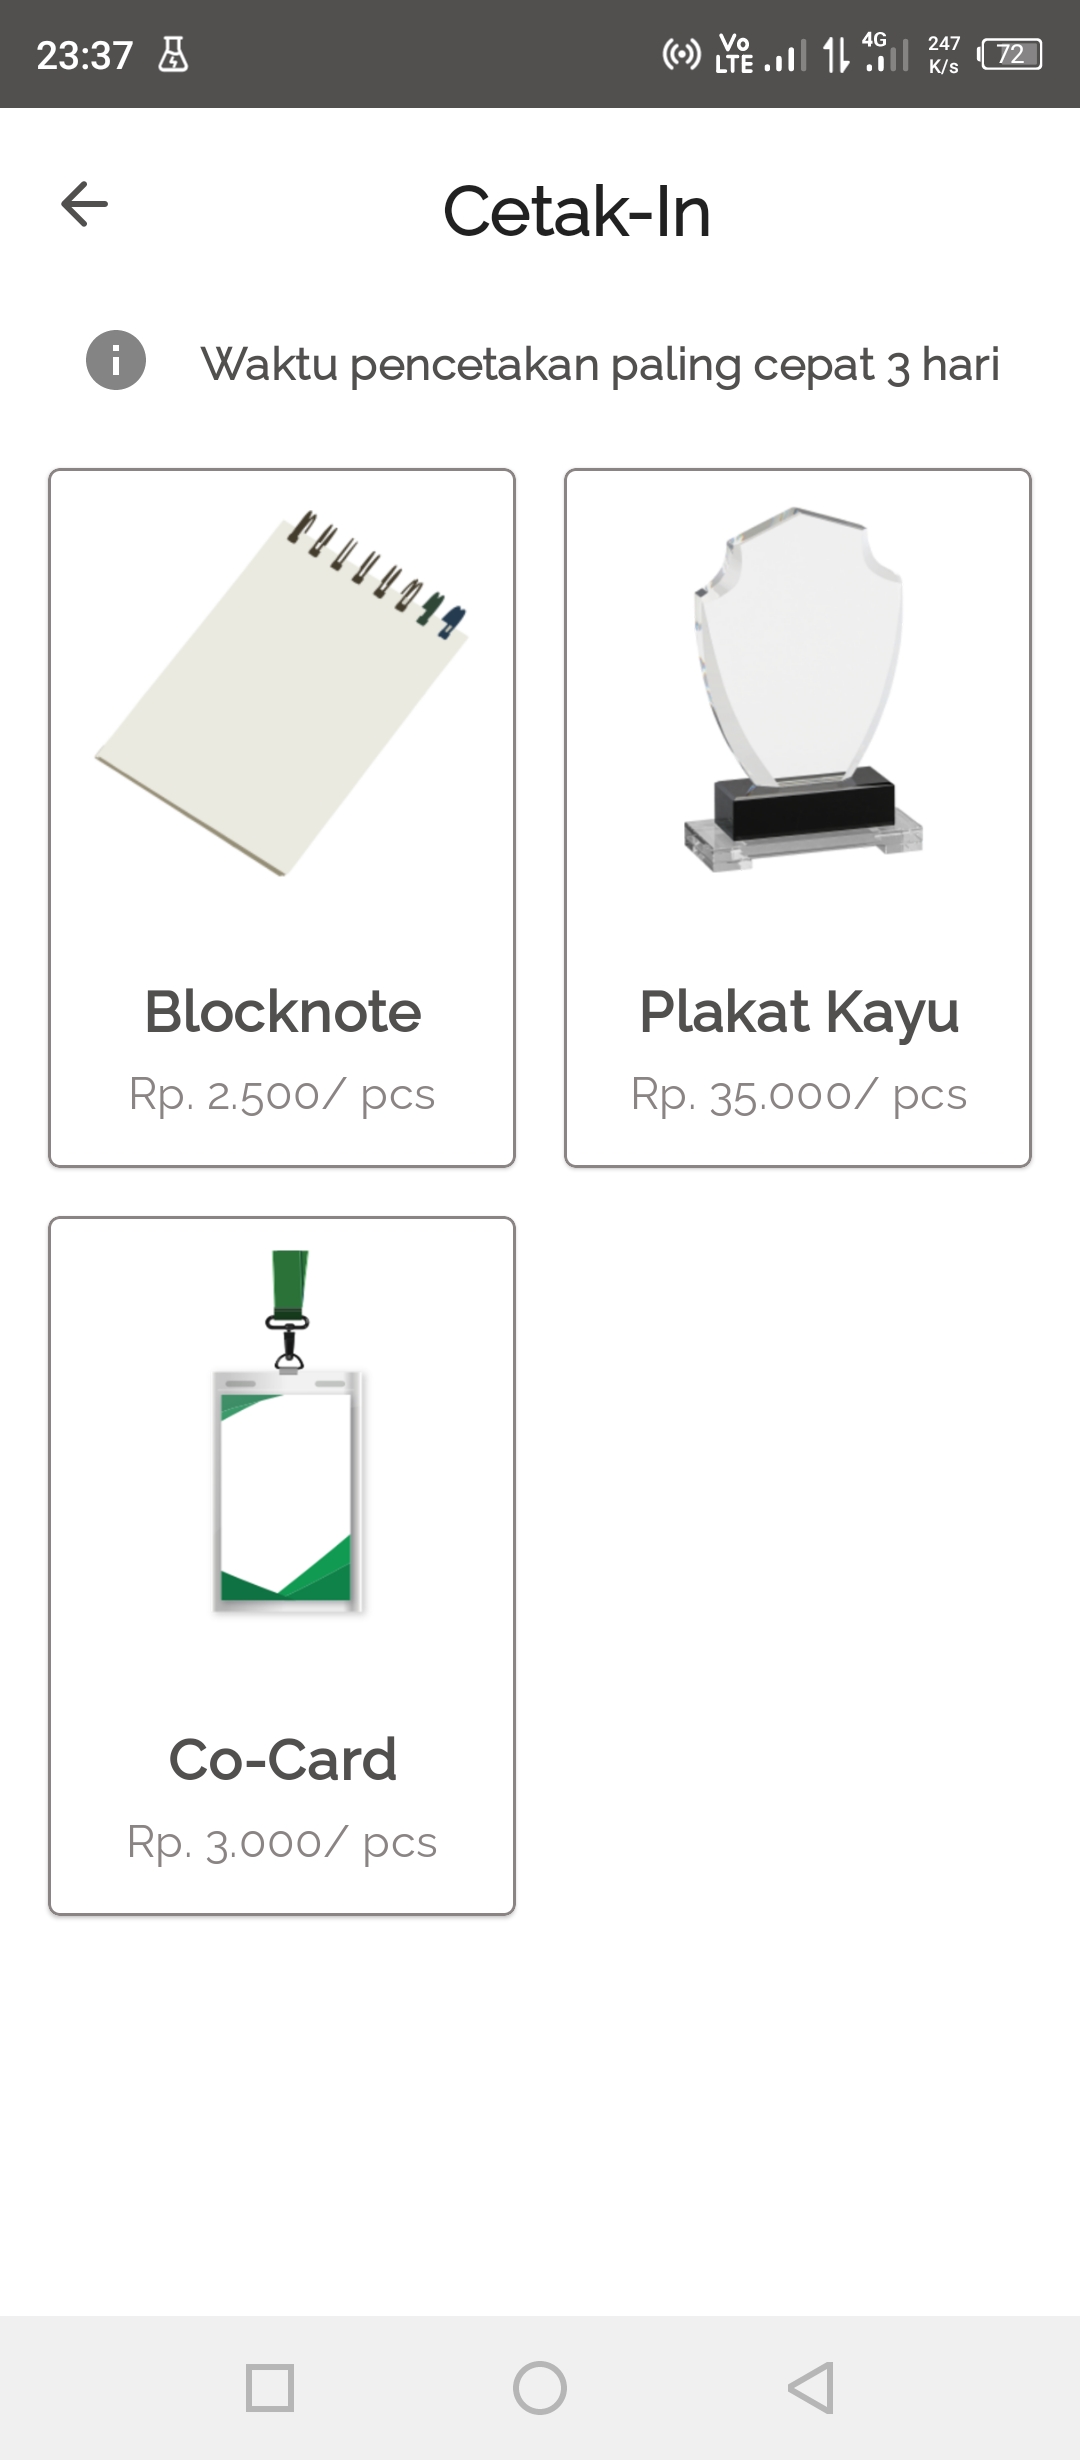 23:37 Vo LTE 4G 247 K/s 72
Cetak-In
Waktu pencetakan paling cepat 3 hari
Blocknote
Rp. 2.500/ pcs
Plakat Kayu
Rp. 35.000/ pcs
Co-Card
Rp. 3.000/ pcs